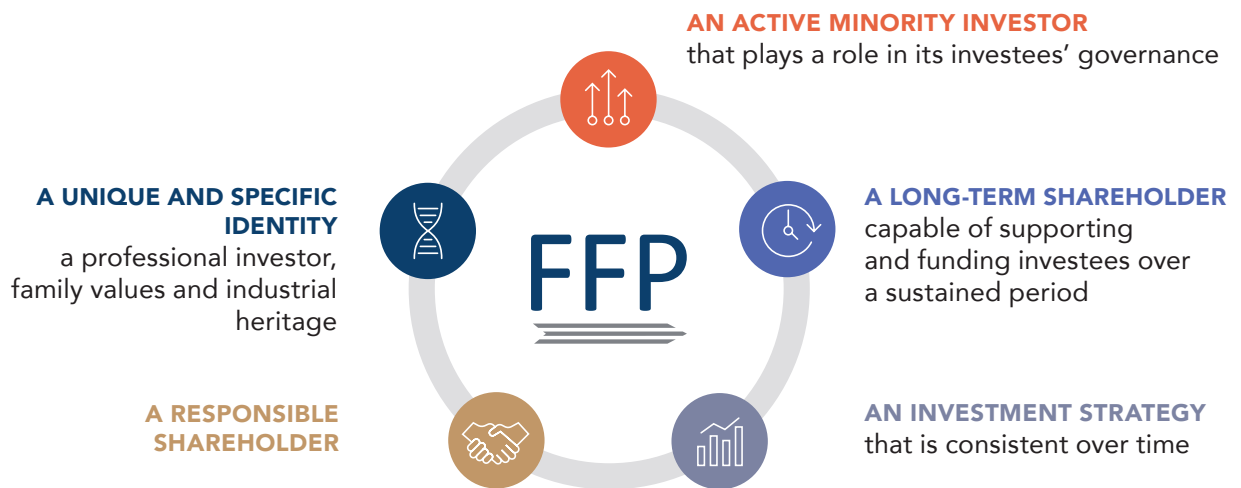 AN ACTIVE MINORITY INVESTOR
that plays a role in its investees’ governance
A UNIQUE AND SPECIFIC
IDENTITY
a professional investor,
family values and industrial
heritage
FFP
A LONG-TERM SHAREHOLDER
capable of supporting
and funding investees over
a sustained period
A RESPONSIBLE
SHAREHOLDER
AN INVESTMENT STRATEGY
that is consistent over time